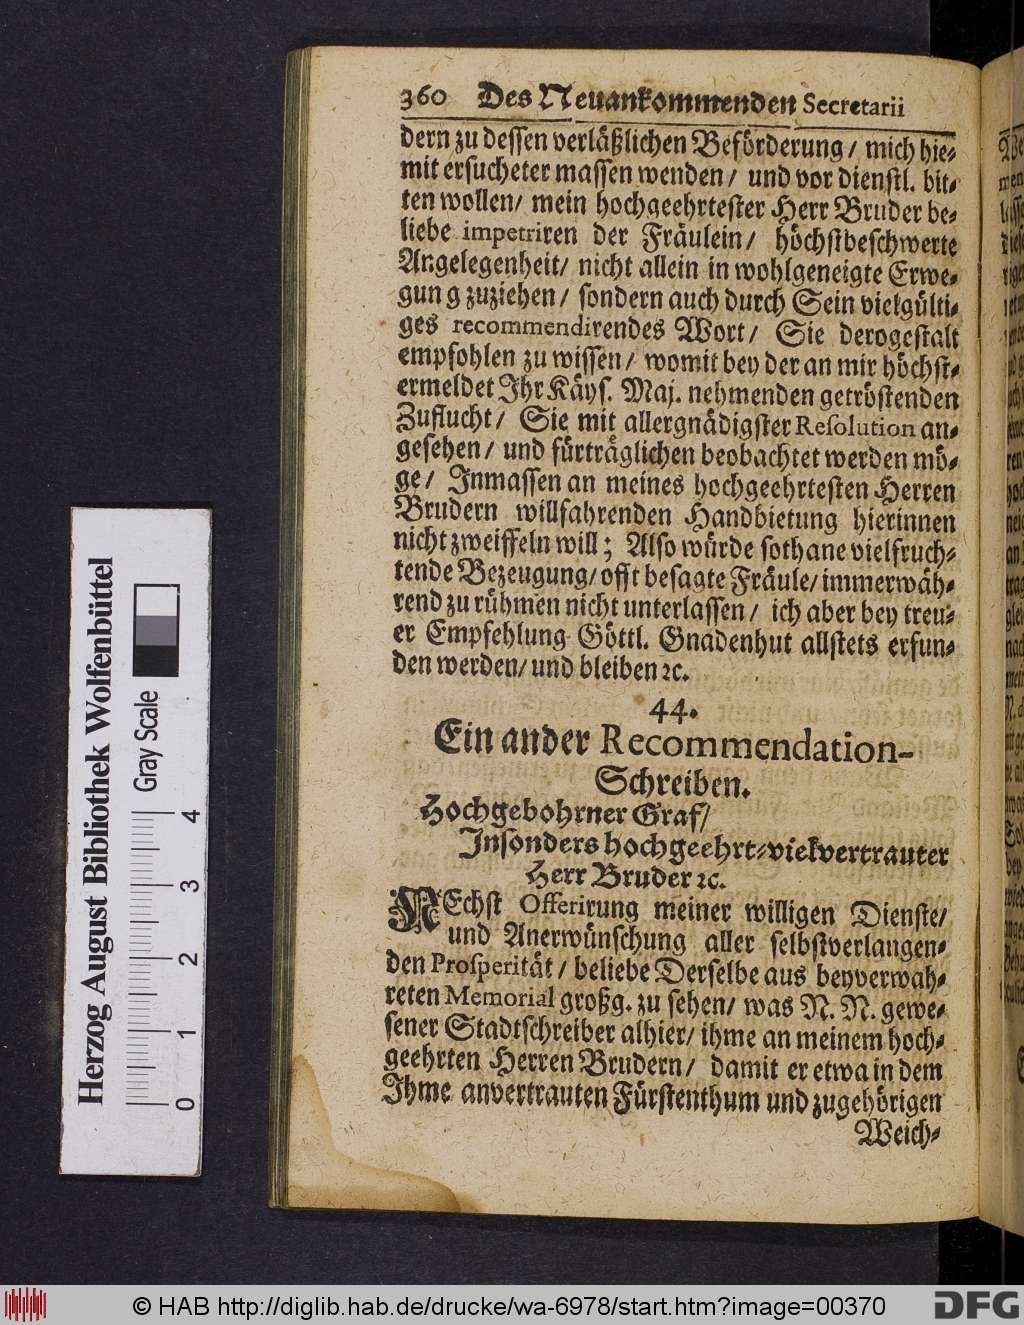 360 Des Neuankommenden Secretarii
dern zu dessen verläßlichen Beförderung / mich hie-
mit ersucheter massen wenden / und vor dienstl. bit-
ten wollen / mein hochgeehrtester Herr Bruder be-
liebe impetriren der Fräulein / höchstbeschwerte
Angelegenheit / nicht allein in wohlgeneigte Erwe-
gung zuziehen / sondern auch durch Sein vielgülti-
ges recommendirendes Wort / Sie derogestalt
empfohlen zu wissen / womit bey der an mir höchst-
ermeldet Ihr Käys. Maj. nehmenden getröstenden
Zuflucht / Sie mit allergnädigster Resolution an-
gesehen / und fürträglichen beobachtet werden mö-
ge / Inmassen an meines hochgeehrtesten Herren
Brudern willfahrenden Handbietung hierinnen
nicht zweiffeln will ; Also würde sothane vielfruch-
tende Bezeugung / offt besagte Fräule / immerwäh-
rend zu rühmen nicht unterlassen / ich aber bey treu-
er Empfehlung Göttl. Gnadenhut allstets erfun-
den werden / und bleiben ꝛc.
44.
Ein ander Recommendation-
Schreiben.
Hochgebohrner Graf /
Insonders hochgeehrt-vielvertrauter
Herr Bruder ꝛc.
NEchst Offerirung meiner willigen Dienste /
und Anerwünschung aller selbstverlangen-
den Prosperität / beliebe Derselbe aus beyverwah-
reten Memorial großg. zu sehen / was N. N. gewe-
sener Stadtschreiber alhier / ihme an meinem hoch-
geehrten Herren Brudern / damit er etwa in dem
Ihme anvertrauten Fürstenthum und zugehörigen
Weich-
Herzog August Bibliothek Wolfenbüttel
Gray Scale
0 1 2 3 4
© HAB http://diglib.hab.de/drucke/wa-6978/start.htm?image=00370
DFG